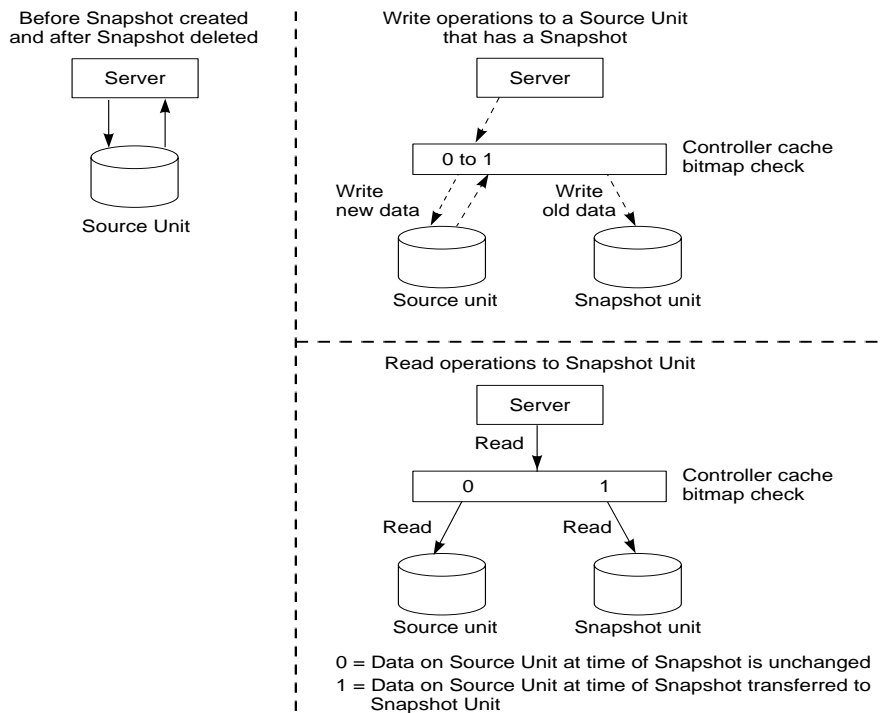 Before Snapshot created
and after Snapshot deleted
Server
Source Unit
Write operations to a Source Unit
that has a Snapshot
Server
0 to 1
Controller cache
bitmap check
Write
new data
Write
old data
Source unit
Snapshot unit
Read operations to Snapshot Unit
Server
Read
0
1
Controller cache
bitmap check
Read
Read
Source unit
Snapshot unit
0 = Data on Source Unit at time of Snapshot is unchanged
1 = Data on Source Unit at time of Snapshot transferred to
Snapshot Unit